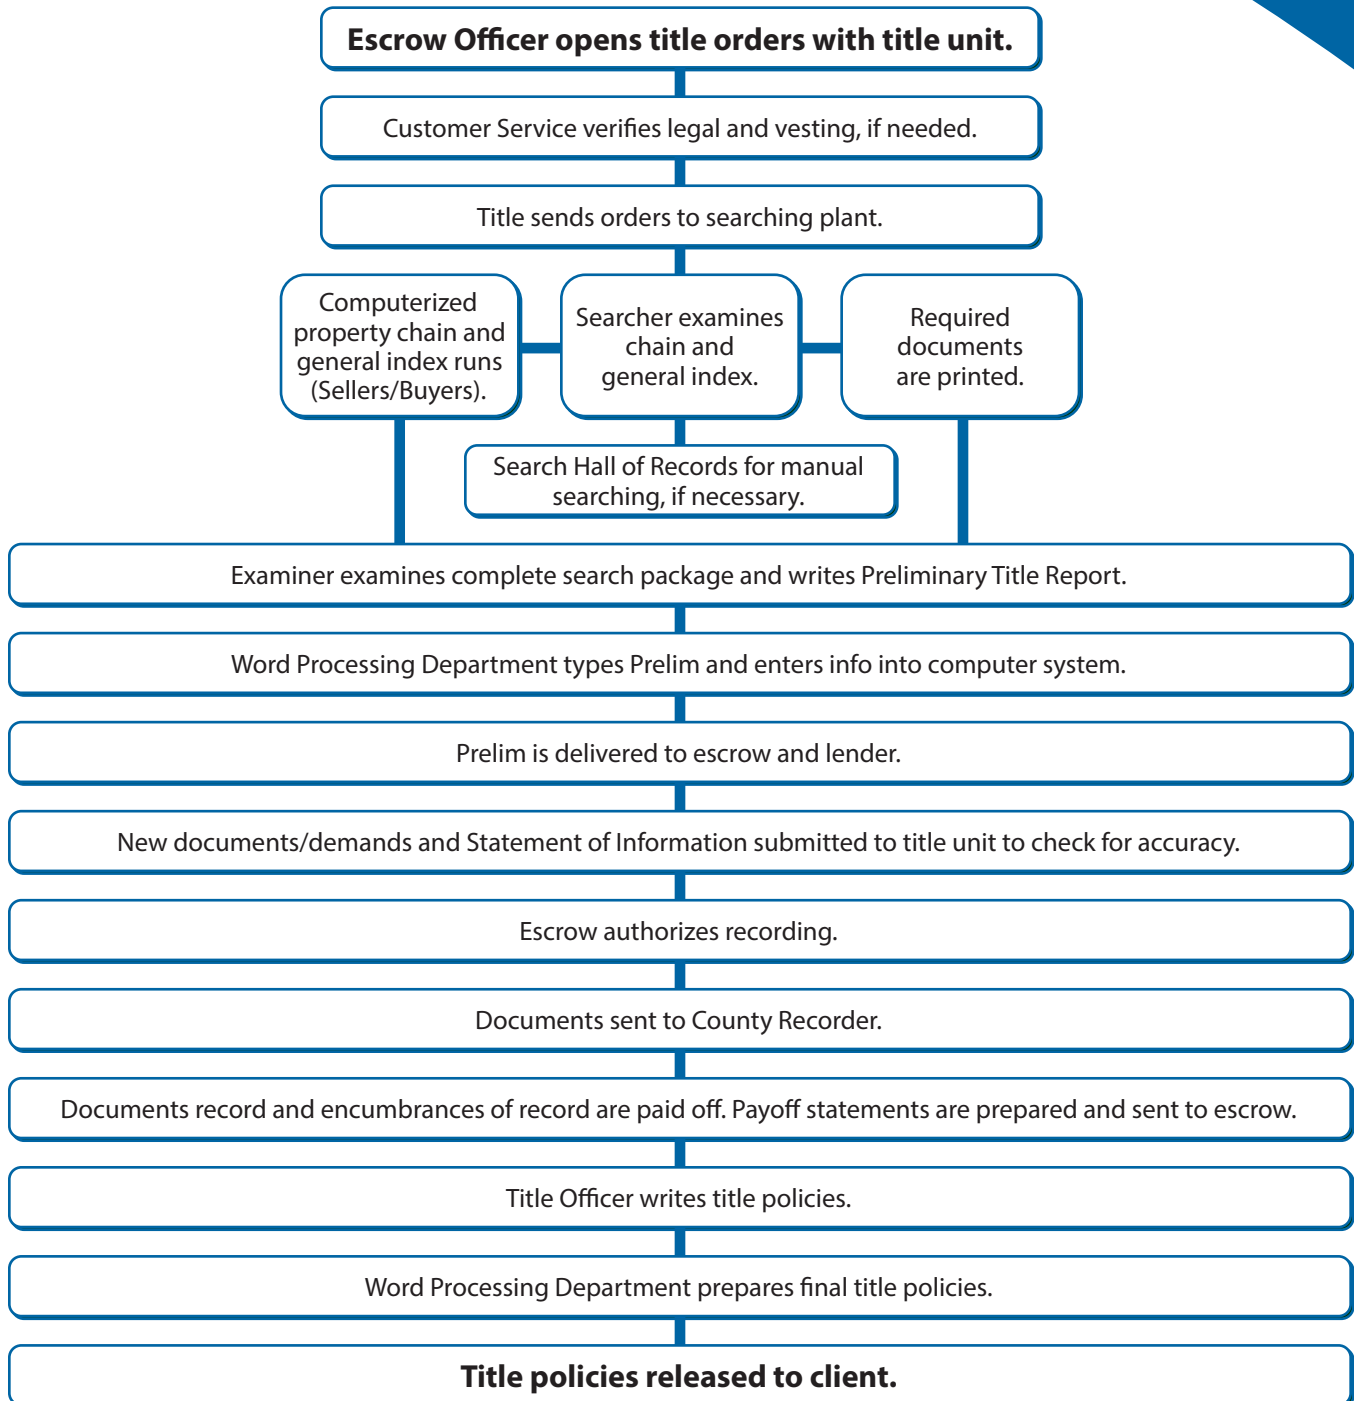 Escrow Officer opens title orders with title unit.
Customer Service verifies legal and vesting, if needed.
Title sends orders to searching plant.
Computerized
property chain and
general index runs
(Sellers/Buyers).
Searcher examines
chain and
general index.
Required
documents
are printed.
Search Hall of Records for manual
searching, if necessary.
Examiner examines complete search package and writes Preliminary Title Report.
Word Processing Department types Prelim and enters info into computer system.
Prelim is delivered to escrow and lender.
New documents/demands and Statement of Information submitted to title unit to check for accuracy.
Escrow authorizes recording.
Documents sent to County Recorder.
Documents record and encumbrances of record are paid off. Payoff statements are prepared and sent to escrow.
Title Officer writes title policies.
Word Processing Department prepares final title policies.
Title policies released to client.